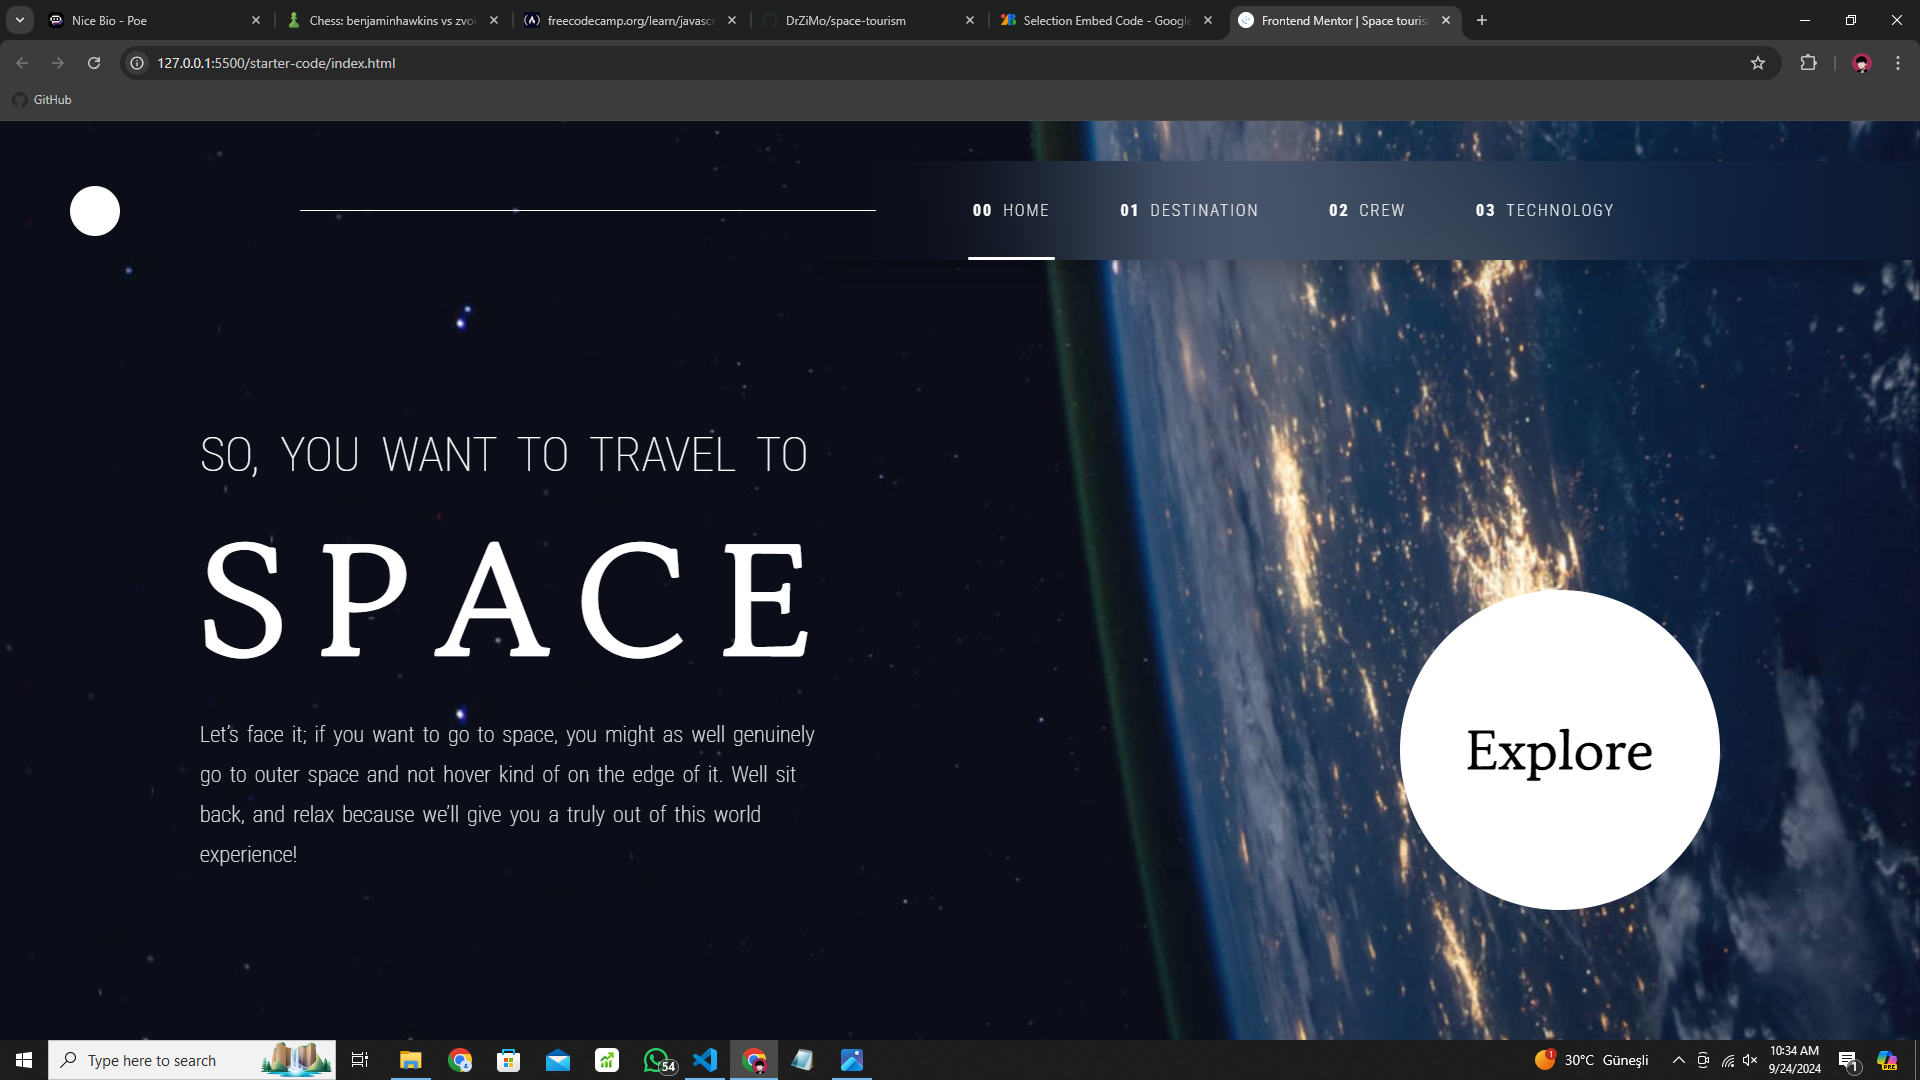 Nice Bio - Poe
Chess: benjaminhawkins vs zvo
freecodecamp.org/learn/javasc
DrZiMo/space-tourism
Selection Embed Code - Google
Frontend Mentor | Space touris
127.0.0.1:5500/starter-code/index.html
GitHub
00 HOME
01 DESTINATION
02 CREW
03 TECHNOLOGY
SO, YOU WANT TO TRAVEL TO
SPACE
Let’s face it; if you want to go to space, you might as well genuinely
go to outer space and not hover kind of on the edge of it. Well sit
back, and relax because we’ll give you a truly out of this world
experience!
Explore
Type here to search
54
1
30°C Güneşli
10:34 AM
9/24/2024
1
PRE